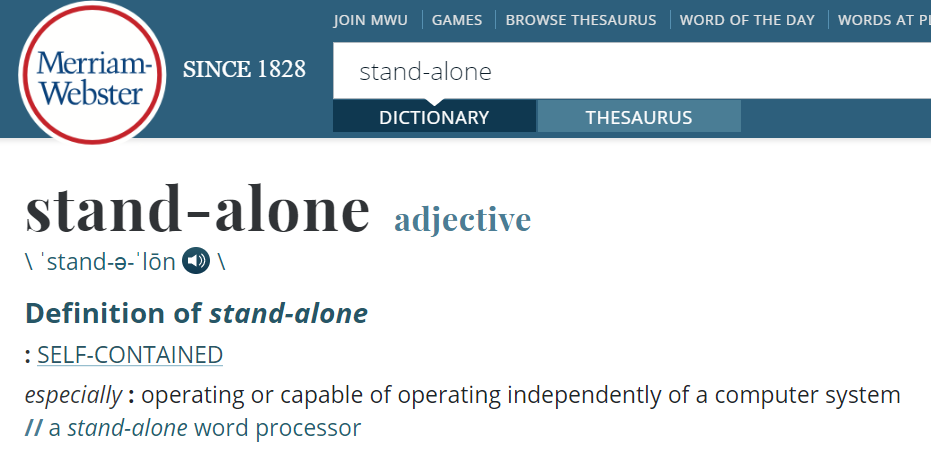 JOIN MWU GAMES BROWSE THESAURUS WORD OF THE DAY WORDS AT
Merriam-
Webster
SINCE 1828
stand-alone
DICTIONARY THESAURUS
stand-alone adjective
\ ˈstand-ə-ˈlōn \
Definition of stand-alone
: SELF-CONTAINED
especially : operating or capable of operating independently of a computer system
// a stand-alone word processor